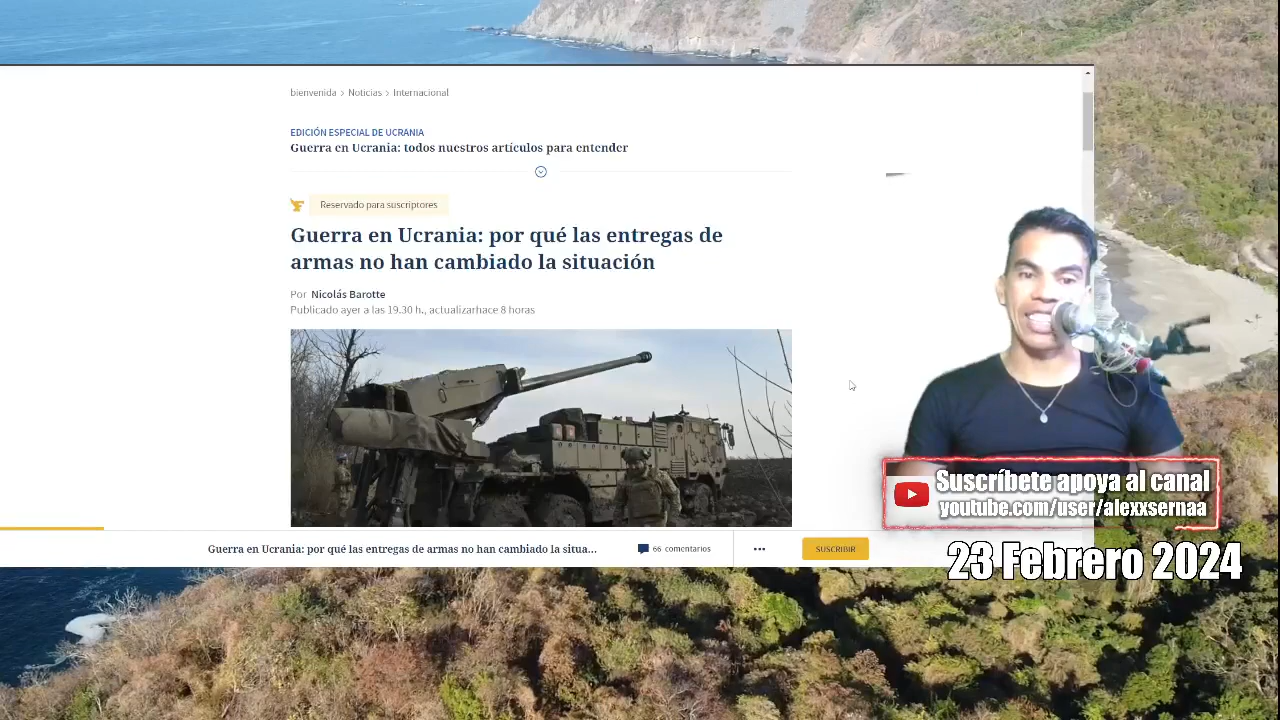 bienvenida > Noticias > Internacional
EDICIÓN ESPECIAL DE UCRANIA
Guerra en Ucrania: todos nuestros artículos para entender
Reservado para suscriptores
Guerra en Ucrania: por qué las entregas de
armas no han cambiado la situación
Por Nicolás Barotte
Publicado ayer a las 19.30 h., actualizarhace 8 horas
Suscríbete apoya al canal
youtube.com/user/alexxsernaa
Guerra en Ucrania: por qué las entregas de armas no han cambiado la situa...
66 comentarios
SUSCRIBIR
23 Febrero 2024